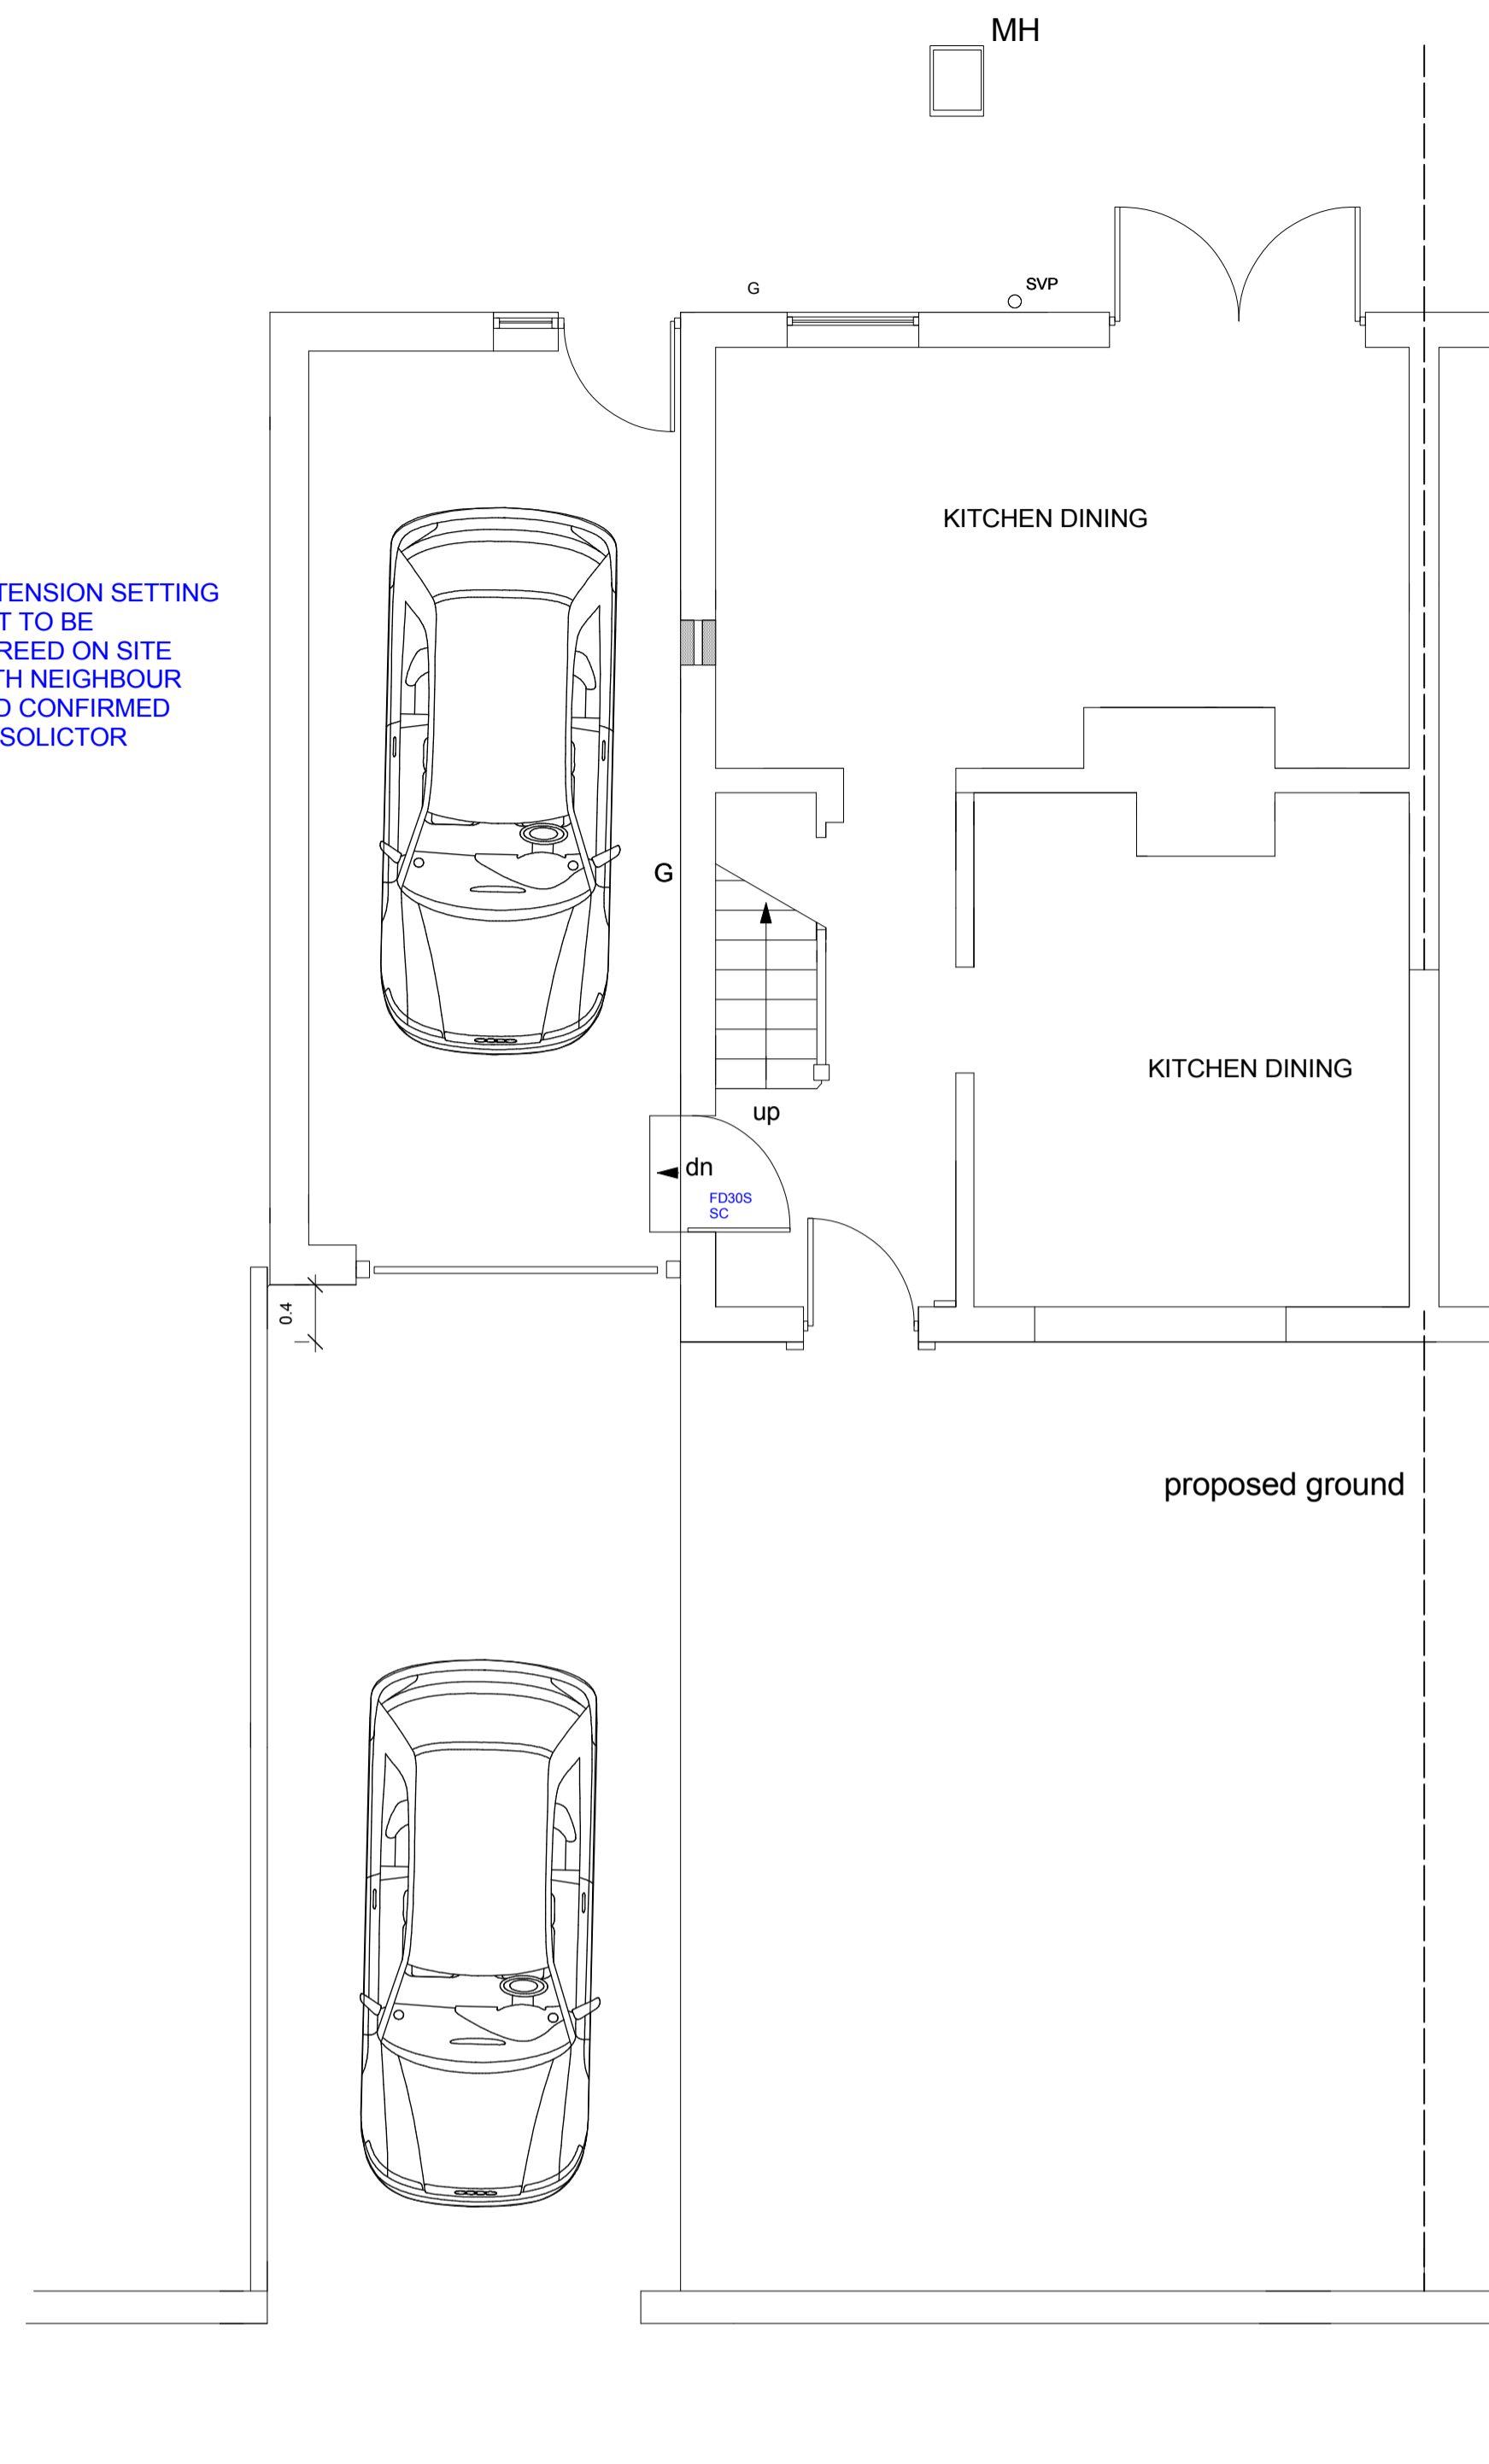 MH
SVP
G
KITCHEN DINING
TENSION SETTING
T TO BE
REED ON SITE
TH NEIGHBOUR
D CONFIRMED
SOLICTOR
G
KITCHEN DINING
up
dn
FD30S
SC
0.4
proposed ground